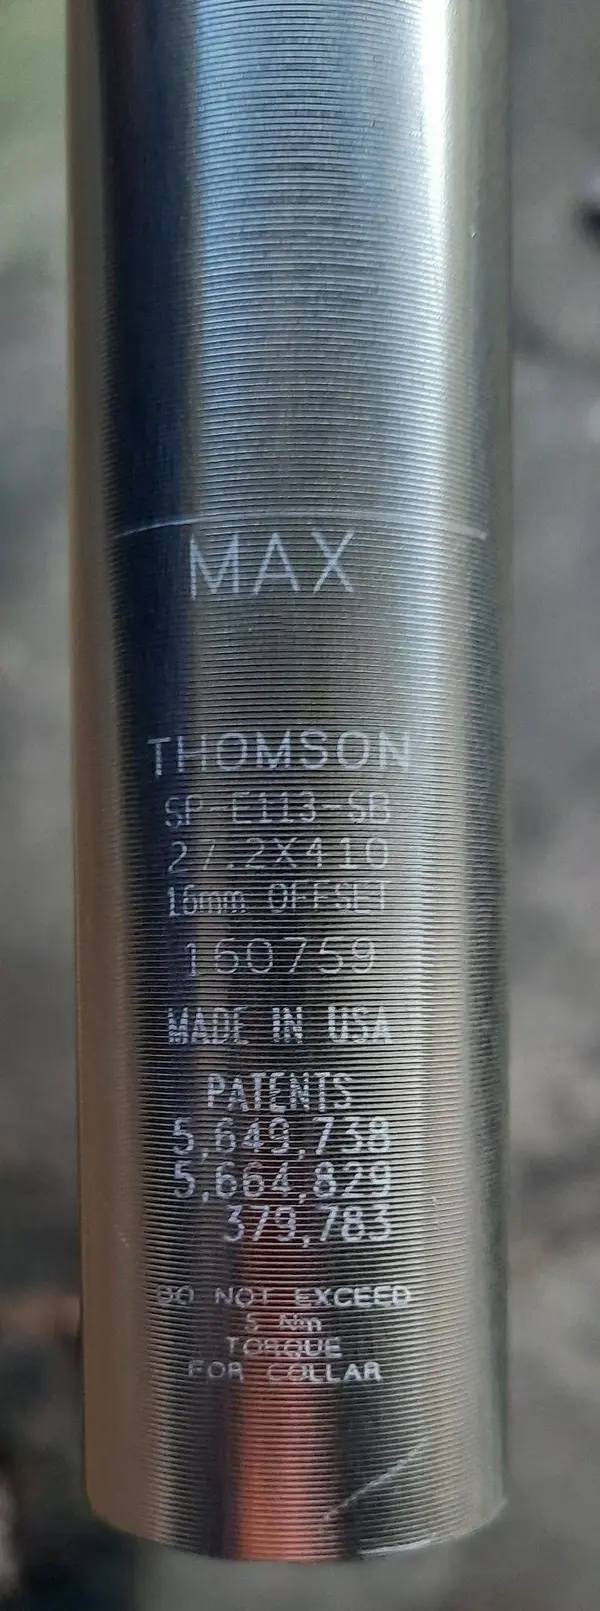 MAX
THOMSON
SP-E113-SB
27.2X410
16mm OFFSET
160759
MADE IN USA
PATENTS
5,649,738
5,664,829
379,783
DO NOT EXCEED
5 Nm
TORQUE
FOR COLLAR